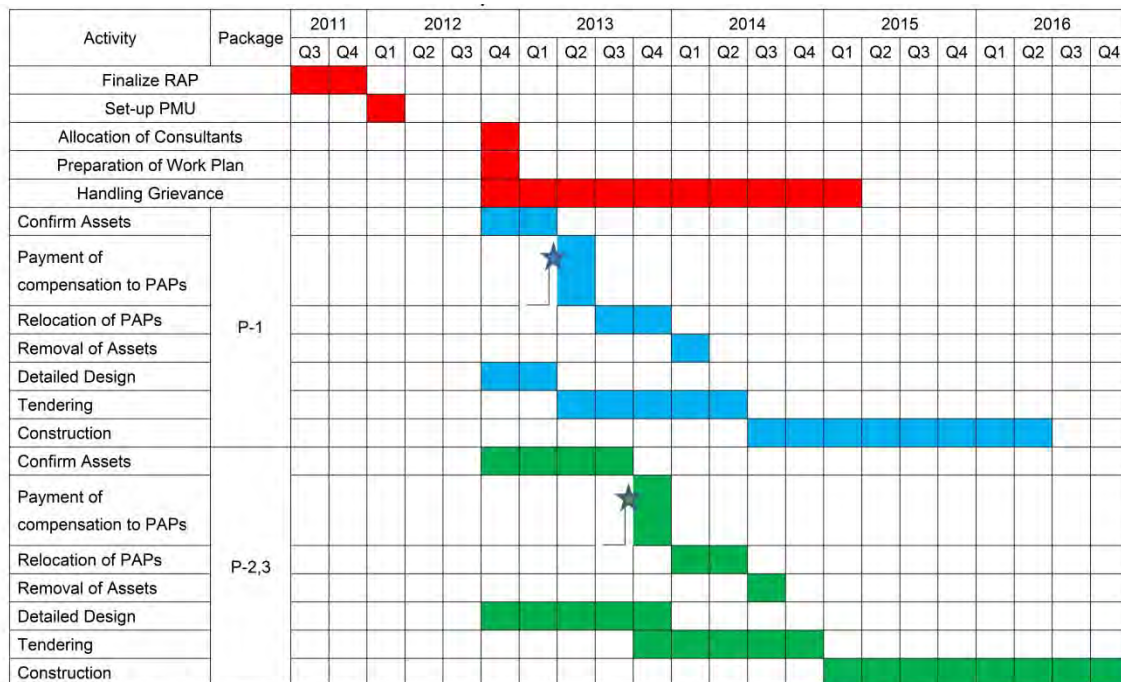 Activity Package 2011 2012 2013 2014 2015 2016
Q3 Q4 Q1 Q2 Q3 Q4 Q1 Q2 Q3 Q4 Q1 Q2 Q3 Q4 Q1 Q2 Q3 Q4 Q1 Q2 Q3 Q4
Finalize RAP
Set-up PMU
Allocation of Consultants
Preparation of Work Plan
Handling Grievance
Confirm Assets
Payment of
compensation to PAPs
Relocation of PAPs
P-1
Removal of Assets
Detailed Design
Tendering
Construction
Confirm Assets
Payment of
compensation to PAPs
Relocation of PAPs
P-2,3
Removal of Assets
Detailed Design
Tendering
Construction